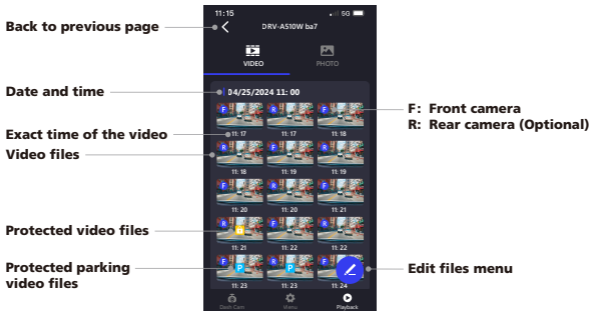 11:15
5G
Back to previous page
DRV-A510W ba7
VIDEO
PHOTO
Date and time
04/25/2024 11: 00
F R F
F: Front camera
R: Rear camera (Optional)
Exact time of the video
11: 17 11: 17 11: 18
Video files
R F R
11: 18 11: 19 11: 19
F R F
11: 20 11: 20 11: 21
Protected video files
R F R
11: 21 11: 22 11: 22
Protected parking
video files
F R F
P P
Edit files menu
11: 23 11: 23 11: 24
Dash Cam Menu Playback